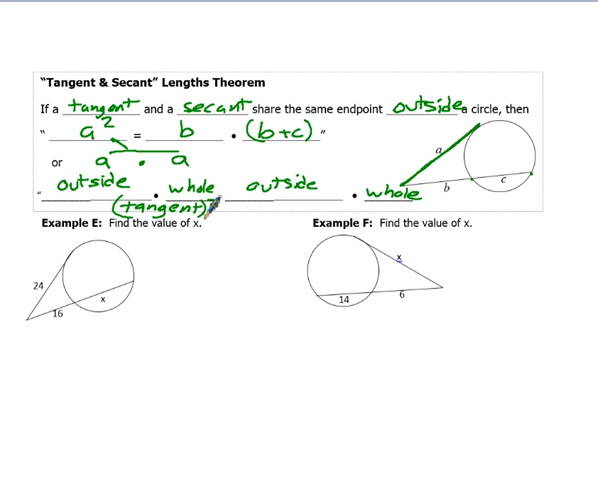 "Tangent & Secant" Lengths Theorem
If a tangent and a secant share the same endpoint outside a circle, then
" a² = b • (b+c) "
or a • a
" outside • whole outside • whole
(tangent)
a
b
c
Example E: Find the value of x.
Example F: Find the value of x.
24
16
x
x
14
6